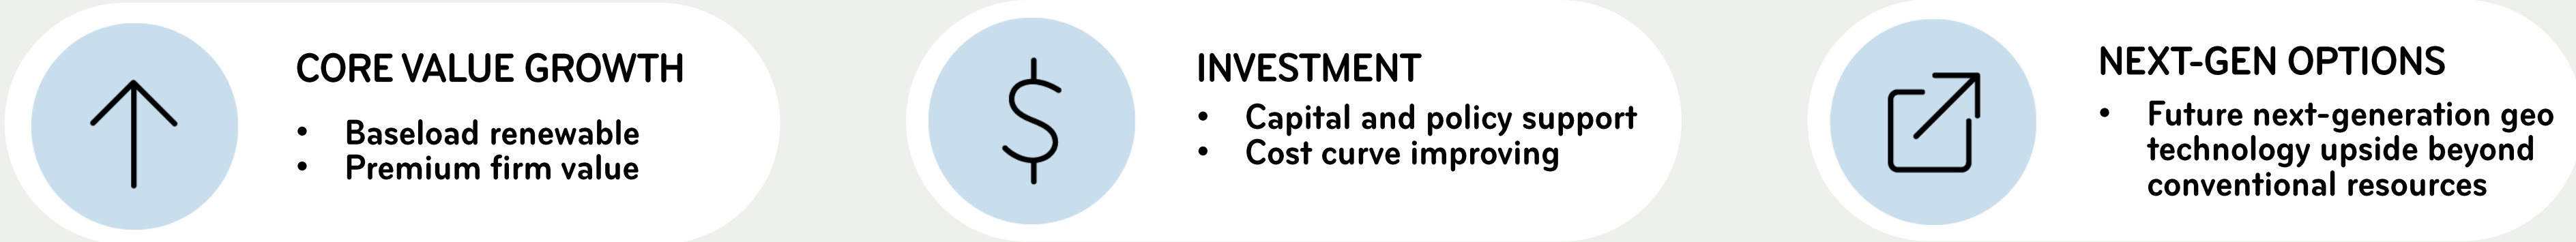 CORE VALUE GROWTH
• Baseload renewable
• Premium firm value
INVESTMENT
• Capital and policy support
• Cost curve improving
NEXT-GEN OPTIONS
• Future next-generation geo
technology upside beyond
conventional resources